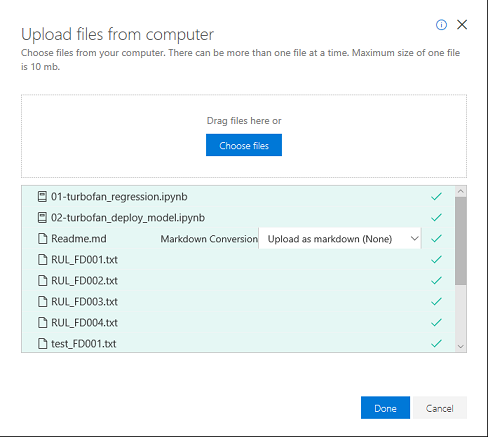 Upload files from computer
Choose files from your computer. There can be more than one file at a time. Maximum size of one file
is 10 mb.
Drag files here or
Choose files
01-turbofan_regression.ipynb
02-turbofan_deploy_model.ipynb
Readme.md Markdown Conversion Upload as markdown (None)
RUL_FD001.txt
RUL_FD002.txt
RUL_FD003.txt
RUL_FD004.txt
test_FD001.txt
Done Cancel